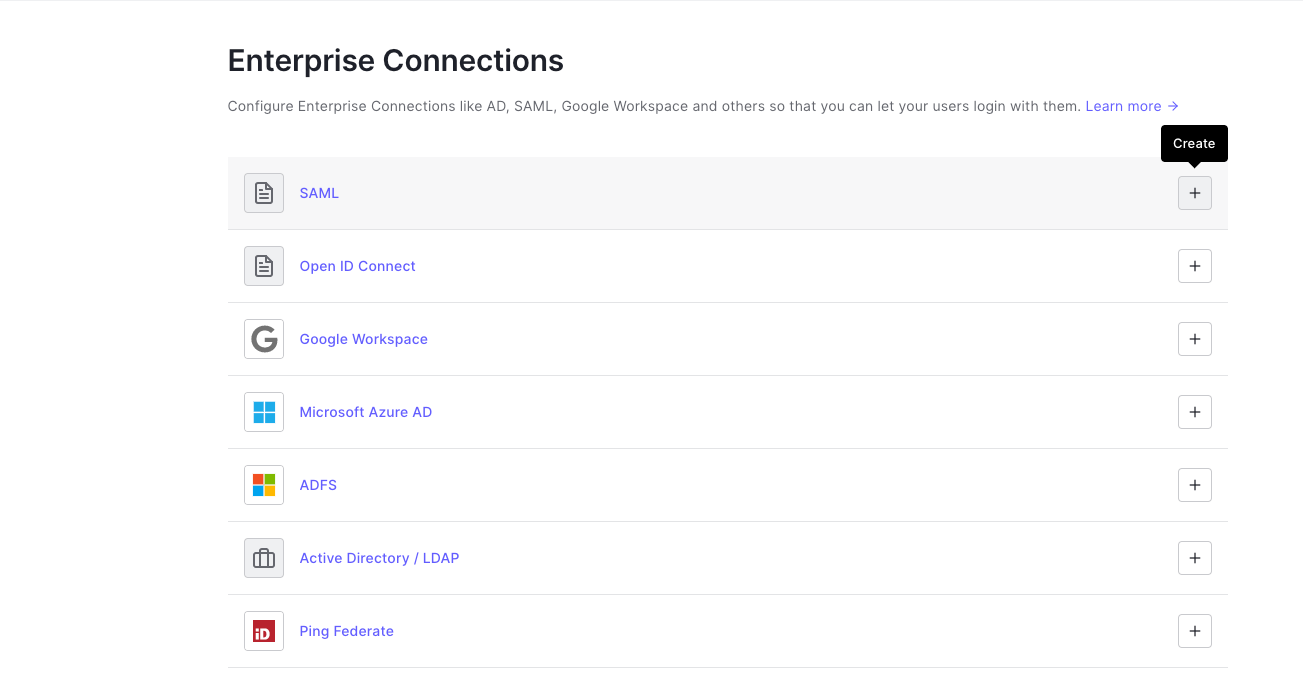 Enterprise Connections
Configure Enterprise Connections like AD, SAML, Google Workspace and others so that you can let your users login with them. Learn more →
Create
SAML
Open ID Connect
Google Workspace
Microsoft Azure AD
ADFS
Active Directory / LDAP
iD
Ping Federate